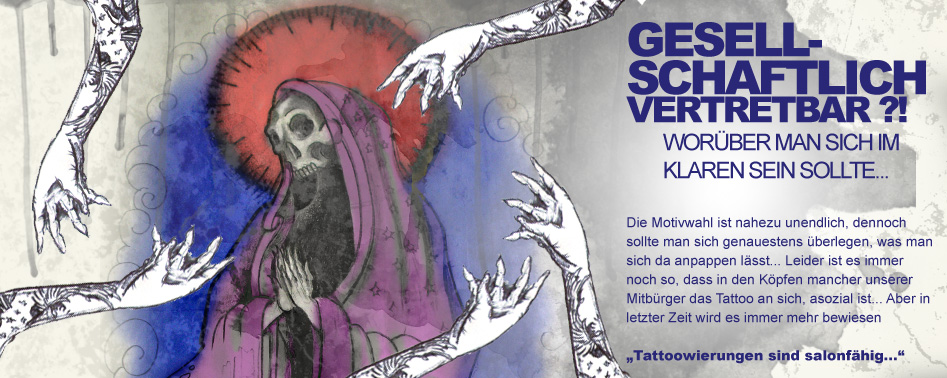 GESELL-
SCHAFTLICH
VERTRETBAR ?!
WORÜBER MAN SICH IM
KLAREN SEIN SOLLTE...
Die Motivwahl ist nahezu unendlich, dennoch
sollte man sich genauestens überlegen, was man
sich da anpappen lässt... Leider ist es immer
noch so, dass in den Köpfen mancher unserer
Mitbürger das Tattoo an sich, asozial ist... Aber in
letzter Zeit wird es immer mehr bewiesen
„Tattoowierungen sind salonfähig...“